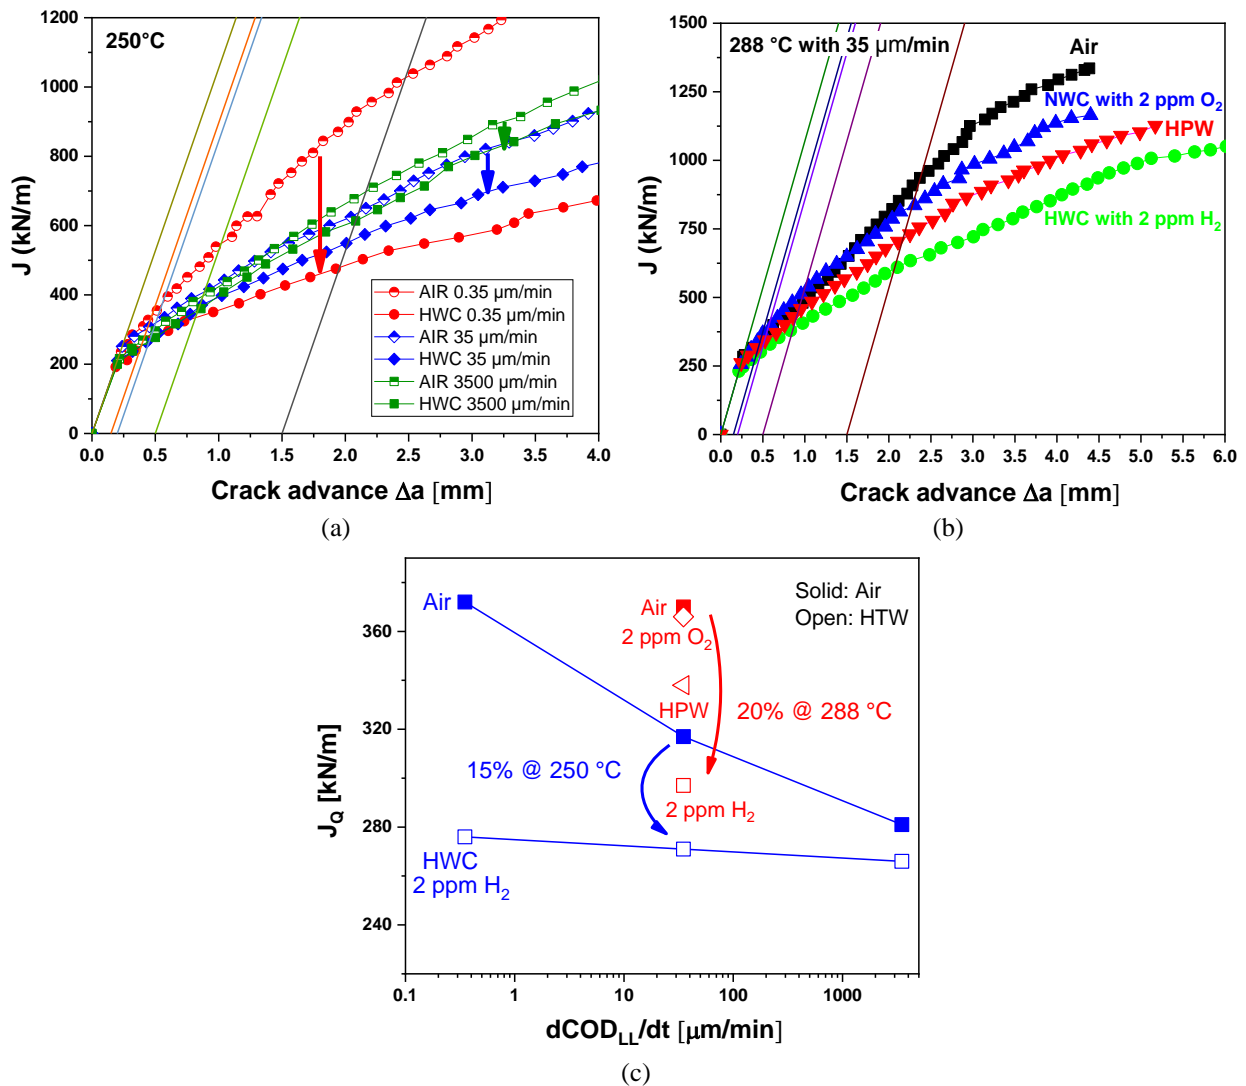 (a)
250°C
1200
1000
800
600
400
200
0
J (kN/m)
0.0 0.5 1.0 1.5 2.0 2.5 3.0 3.5 4.0
Crack advance Δa [mm]
AIR 0.35 µm/min
HWC 0.35 µm/min
AIR 35 µm/min
HWC 35 µm/min
AIR 3500 µm/min
HWC 3500 µm/min
(a)
(b)
288 °C with 35 µm/min
1500
1250
1000
750
500
250
0
J (kN/m)
Air
NWC with 2 ppm O₂
HPW
HWC with 2 ppm H₂
0.0 0.5 1.0 1.5 2.0 2.5 3.0 3.5 4.0 4.5 5.0 5.5 6.0
Crack advance Δa [mm]
(b)
360
320
280
240
J_Q [kN/m]
Air
Air
2 ppm O₂
HPW
2 ppm H₂
Solid: Air
Open: HTW
20% @ 288 °C
15% @ 250 °C
HWC
2 ppm H₂
0.1 1 10 100 1000
dCOD_LL/dt [µm/min]
(c)